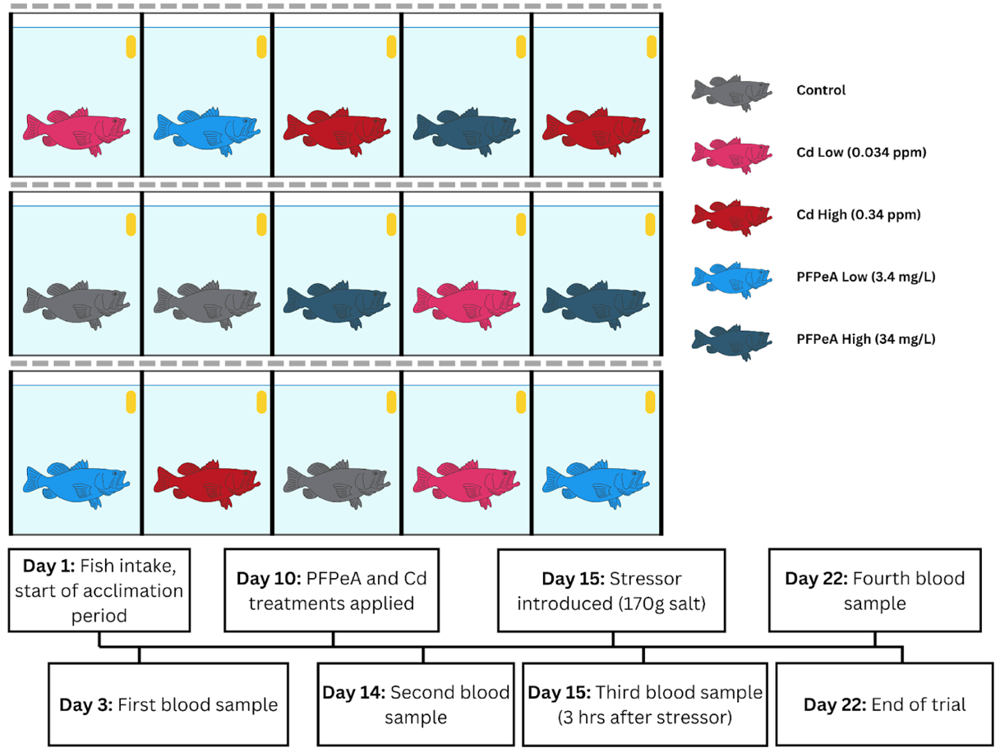 Control
Cd Low (0.034 ppm)
Cd High (0.34 ppm)
PFPeA Low (3.4 mg/L)
PFPeA High (34 mg/L)
Day 1: Fish intake,
start of acclimation
period
Day 10: PFPeA and Cd
treatments applied
Day 15: Stressor
introduced (170g salt)
Day 22: Fourth blood
sample
Day 3: First blood sample
Day 14: Second blood
sample
Day 15: Third blood sample
(3 hrs after stressor)
Day 22: End of trial